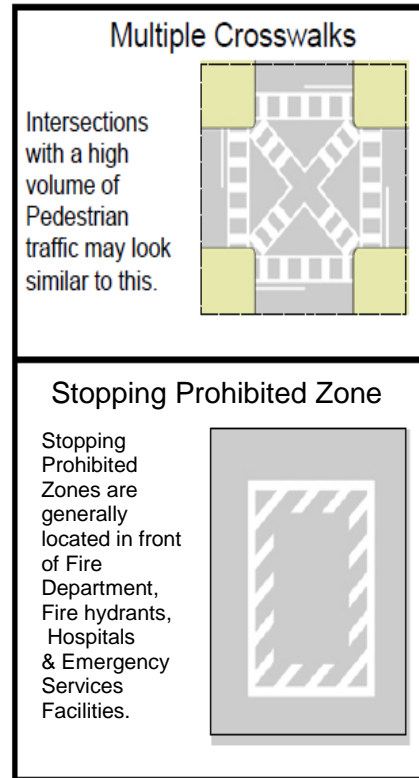 Multiple Crosswalks
Intersections
with a high
volume of
Pedestrian
traffic may look
similar to this.
Stopping Prohibited Zone
Stopping
Prohibited
Zones are
generally
located in front
of Fire
Department,
Fire hydrants,
Hospitals
& Emergency
Services
Facilities.